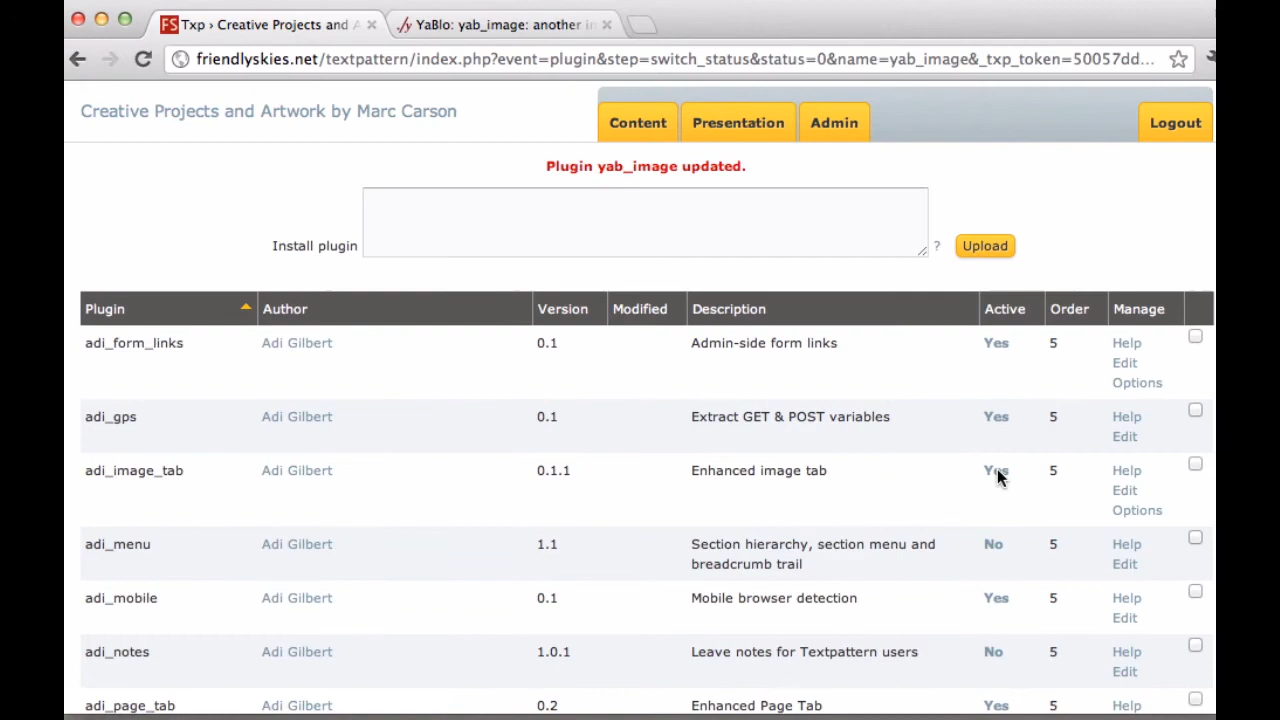 FS Txp › Creative Projects and A
YaBlo: yab_image: another in
friendlyskies.net/textpattern/index.php?event=plugin&step=switch_status&status=0&name=yab_image&_txp_token=50057dd...
Creative Projects and Artwork by Marc Carson
Content Presentation Admin Logout
Plugin yab_image updated.
Install plugin ? Upload
Plugin Author Version Modified Description Active Order Manage
adi_form_links Adi Gilbert 0.1 Admin-side form links Yes 5 Help
Edit
Options
adi_gps Adi Gilbert 0.1 Extract GET & POST variables Yes 5 Help
Edit
adi_image_tab Adi Gilbert 0.1.1 Enhanced image tab Yes 5 Help
Edit
Options
adi_menu Adi Gilbert 1.1 Section hierarchy, section menu and No 5 Help
breadcrumb trail Edit
adi_mobile Adi Gilbert 0.1 Mobile browser detection Yes 5 Help
Edit
adi_notes Adi Gilbert 1.0.1 Leave notes for Textpattern users No 5 Help
Edit
adi_page_tab Adi Gilbert 0.2 Enhanced Page Tab Yes 5 Help